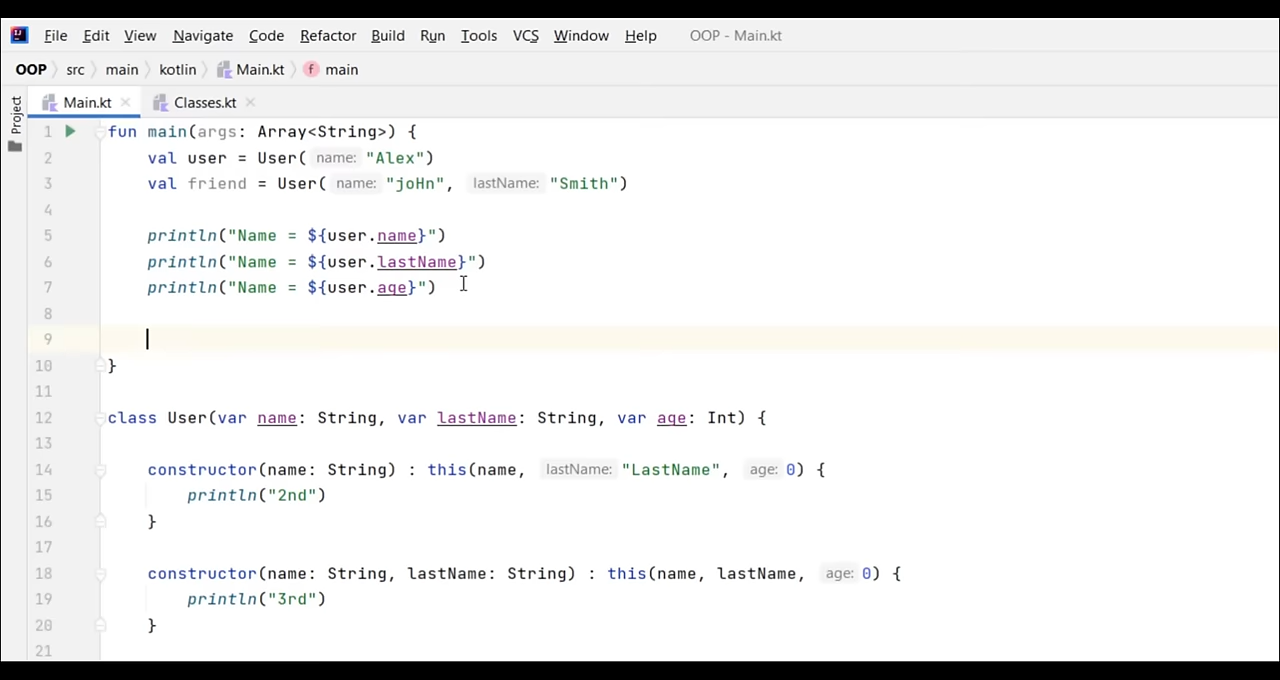 File Edit View Navigate Code Refactor Build Run Tools VCS Window Help OOP - Main.kt
OOP src main kotlin Main.kt f main
Project
Main.kt Classes.kt
1 fun main(args: Array<String>) {
2 val user = User( name: "Alex")
3 val friend = User( name: "joHn", lastName: "Smith")
4
5 println("Name = ${user.name}")
6 println("Name = ${user.lastName}")
7 println("Name = ${user.age}")
8
9
10 }
11
12 class User(var name: String, var lastName: String, var age: Int) {
13
14 constructor(name: String) : this(name, lastName: "LastName", age: 0) {
15 println("2nd")
16 }
17
18 constructor(name: String, lastName: String) : this(name, lastName, age: 0) {
19 println("3rd")
20 }
21